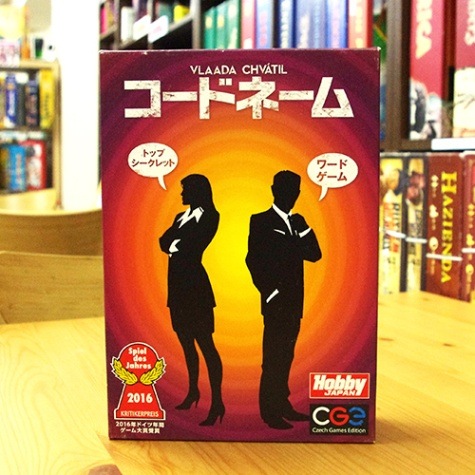 VLAADA CHVÁTIL
コードネーム
トップ
シークレット
ワード
ゲーム
HAZIENDA
Spiel
des
Jahres
2016
KRITIKERPREIS
2016年ドイツ年間
ゲーム大賞受賞
Hobby
JAPAN
CGE
Czech Games Edition